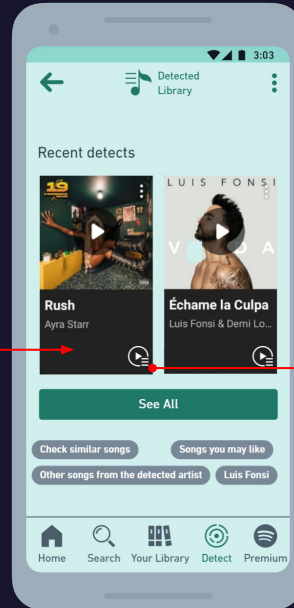 3:03
Detected
Library
Recent detects
19
Rush
Ayra Starr
LUIS FONSI
VIDA
Échame la Culpa
Luis Fonsi & Demi Lo...
See All
Check similar songs
Songs you may like
Other songs from the detected artist
Luis Fonsi
Home
Search
Your Library
Detect
Premium